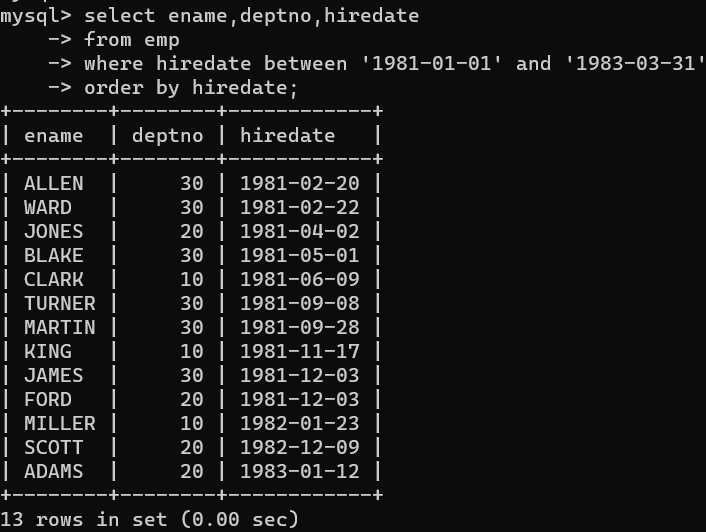 mysql> select ename,deptno,hiredate
    -> from emp
    -> where hiredate between '1981-01-01' and '1983-03-31'
    -> order by hiredate;
+--------+--------+------------+
| ename  | deptno | hiredate   |
+--------+--------+------------+
| ALLEN  |     30 | 1981-02-20 |
| WARD   |     30 | 1981-02-22 |
| JONES  |     20 | 1981-04-02 |
| BLAKE  |     30 | 1981-05-01 |
| CLARK  |     10 | 1981-06-09 |
| TURNER |     30 | 1981-09-08 |
| MARTIN |     30 | 1981-09-28 |
| KING   |     10 | 1981-11-17 |
| JAMES  |     30 | 1981-12-03 |
| FORD   |     20 | 1981-12-03 |
| MILLER |     10 | 1982-01-23 |
| SCOTT  |     20 | 1982-12-09 |
| ADAMS  |     20 | 1983-01-12 |
+--------+--------+------------+
13 rows in set (0.00 sec)